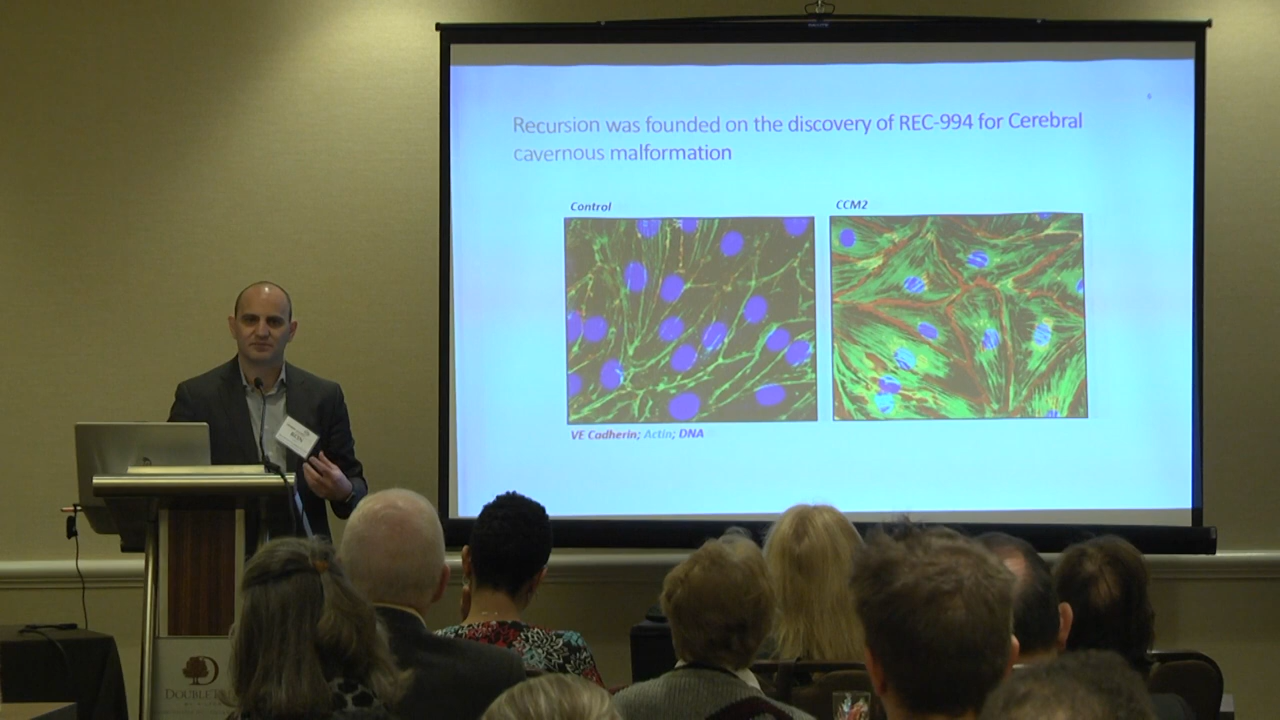 Recursion was founded on the discovery of REC-994 for Cerebral
cavernous malformation
Control
CCM2
VE Cadherin; Actin; DNA
RON